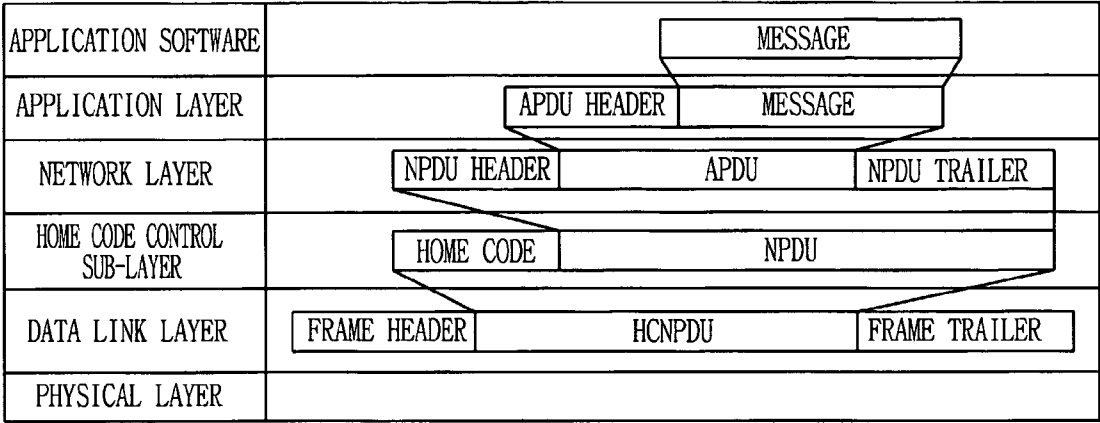 APPLICATION SOFTWARE
MESSAGE
APPLICATION LAYER
APDU HEADER
MESSAGE
NETWORK LAYER
NPDU HEADER
APDU
NPDU TRAILER
HOME CODE CONTROL
SUB-LAYER
HOME CODE
NPDU
DATA LINK LAYER
FRAME HEADER
HCNPDU
FRAME TRAILER
PHYSICAL LAYER